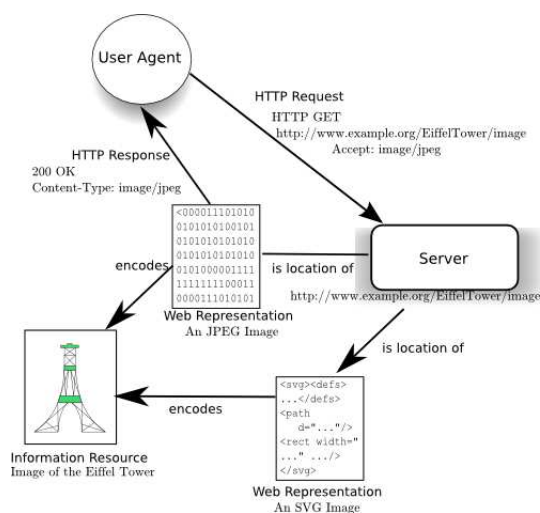 User Agent
HTTP Request
HTTP GET
http://www.example.org/EiffelTower/image
Accept: image/jpeg
HTTP Response
200 OK
Content-Type: image/jpeg
<000011101010
0101010100101
0101010101010
0101010101010
0101000001111
1111111100011
0000111010101
encodes
is location of
Server
http://www.example.org/EiffelTower/image
Web Representation
An JPEG Image
is location of
<svg><defs>
...</defs>
<path
d="..."/>
<rect width="
..." .../>
</svg>
encodes
Information Resource
Image of the Eiffel Tower
Web Representation
An SVG Image